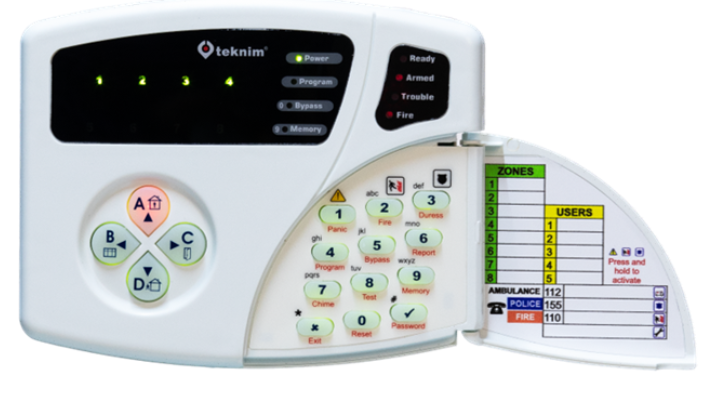 teknim
Power
1 2 3 4
Program
Bypass
Memory
Ready
Armed
Trouble
Fire
A
B
C
D
1
Panic
abc
2
Fire
def
3
Duress
ghi
4
Program
jkl
5
Bypass
mno
6
Report
pqrs
7
Chime
tuv
8
Test
wxyz
9
Memory
*
Exit
0
Reset
#
✓
Password
ZONES
1
2
3
4
5
6
7
8
USERS
1
2
3
4
5
Press and
hold to
activate
AMBULANCE 112
POLICE 155
FIRE 110